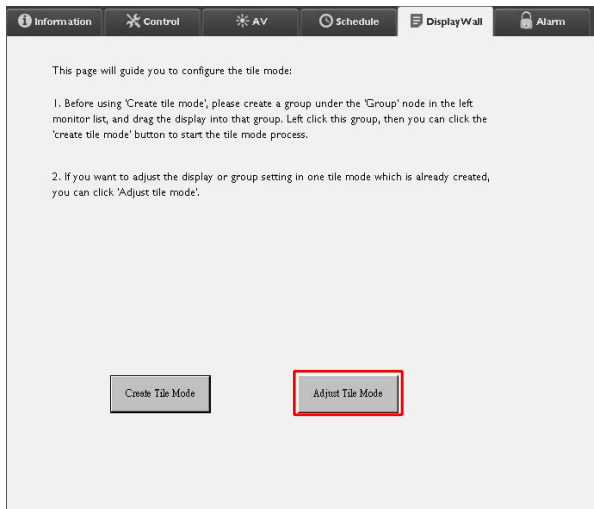 Information Control AV Schedule DisplayWall Alarm
This page will guide you to configure the tile mode:
1. Before using 'Create tile mode', please create a group under the 'Group' node in the left
monitor list, and drag the display into that group. Left click this group, then you can click the
'create tile mode' button to start the tile mode process.
2. If you want to adjust the display or group setting in one tile mode which is already created,
you can click 'Adjust tile mode'.
Create Tile Mode Adjust Tile Mode